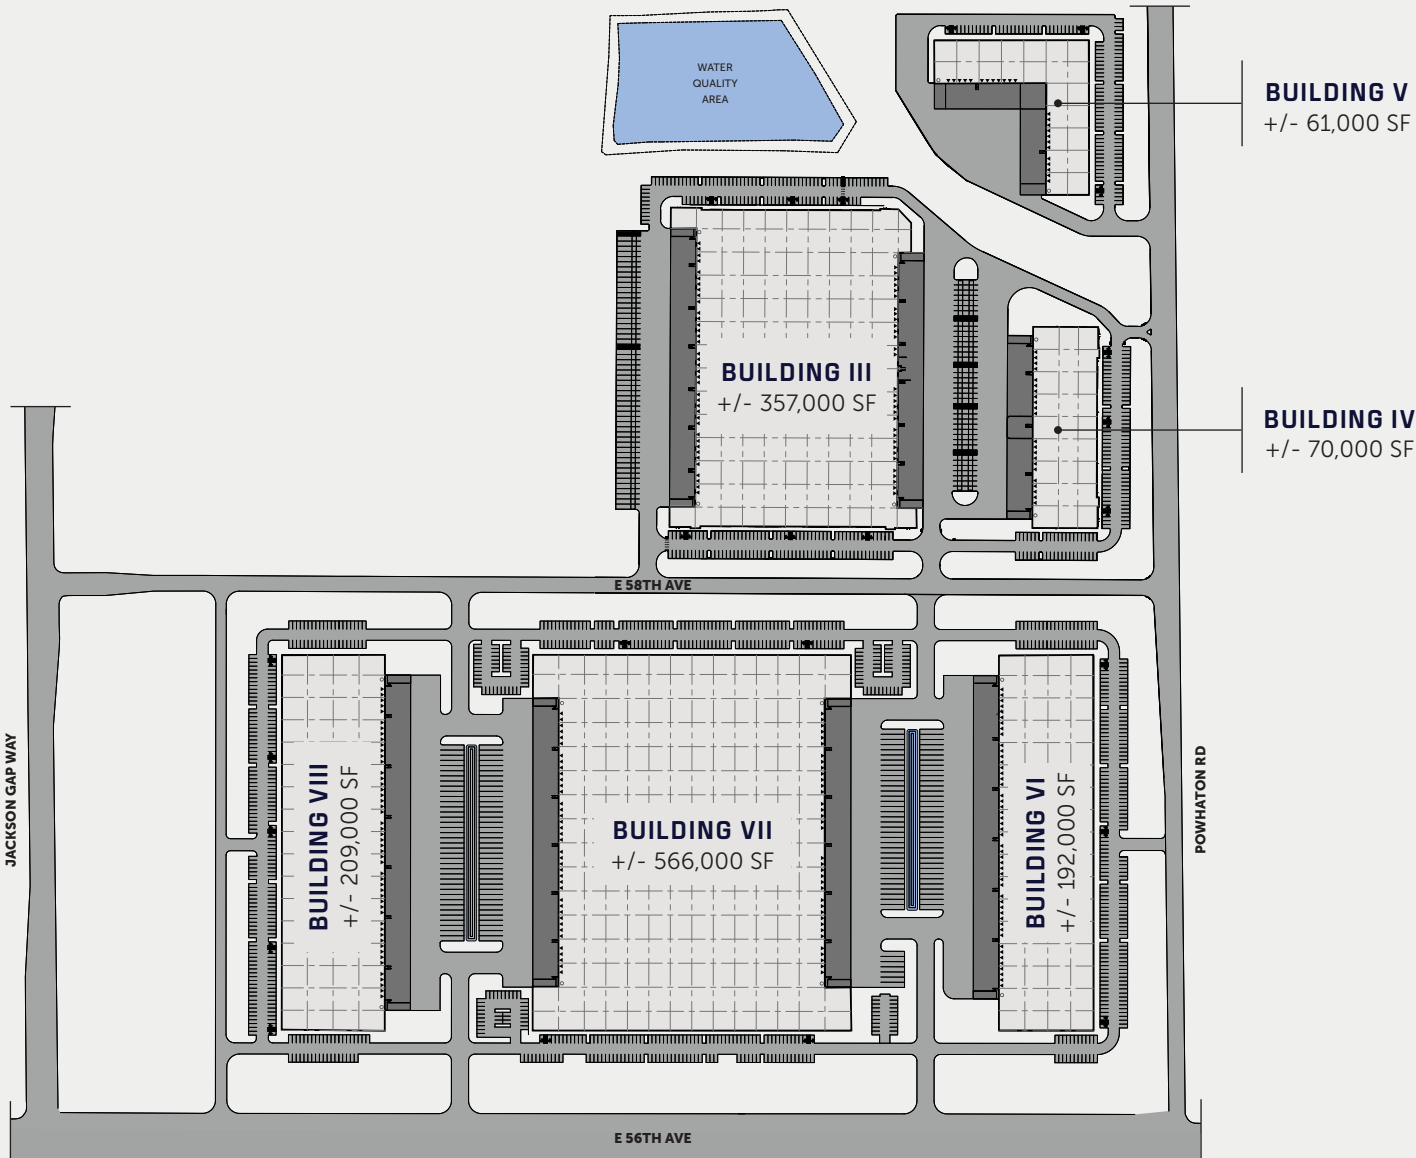 WATER
QUALITY
AREA
BUILDING V
+/- 61,000 SF
BUILDING III
+/- 357,000 SF
BUILDING IV
+/- 70,000 SF
E 58TH AVE
JACKSON GAP WAY
BUILDING VIII
+/- 209,000 SF
BUILDING VII
+/- 566,000 SF
BUILDING VI
+/- 192,000 SF
POWHATON RD
E 56TH AVE